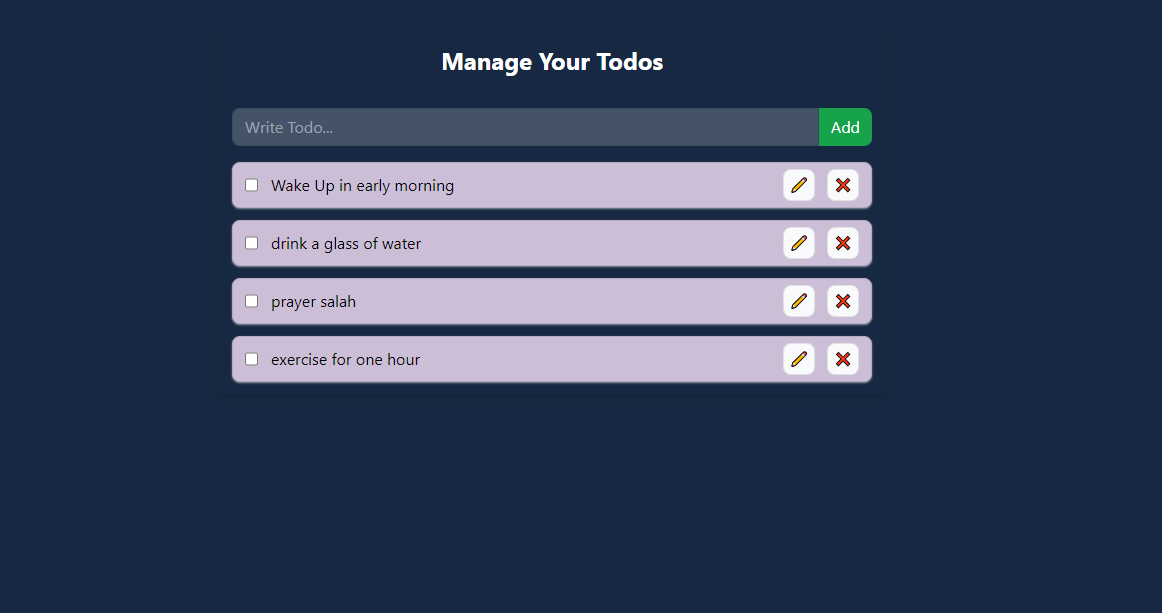 Manage Your Todos
Write Todo...
Add
Wake Up in early morning
drink a glass of water
prayer salah
exercise for one hour